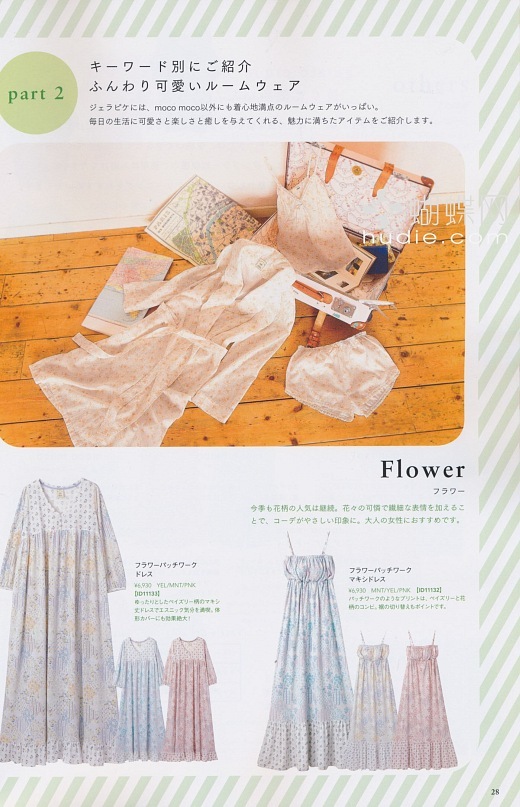 part 2
キーワード別にご紹介
ふんわり可愛いルームウェア
ジェラピケには、moco moco以外にも着心地満点のルームウェアがいっぱい。
毎日の生活に可愛さと楽しさと癒しを与えてくれる、魅力に満ちたアイテムをご紹介します。
蝴蝶网
hudie.com
Flower
フラワー
今季も花柄の人気は継続。花々の可憐で繊細な表情を加えるこ
とで、コーデがやさしい印象に。大人の女性におすすめです。
フラワーパッチワーク
ドレス
¥6,930 YEL/MNT/PNK
【ID11133】
ゆったりとしたペイズリー柄のマキシ
丈ドレスでエスニック気分を満喫。体
形カバーにも効果絶大!
フラワーパッチワーク
マキシドレス
¥6,930 MNT/YEL/PNK 【ID11132】
パッチワークのようなプリントは、ペイズリーと花
柄のコンビ。裾の切り替えもポイントです。
28